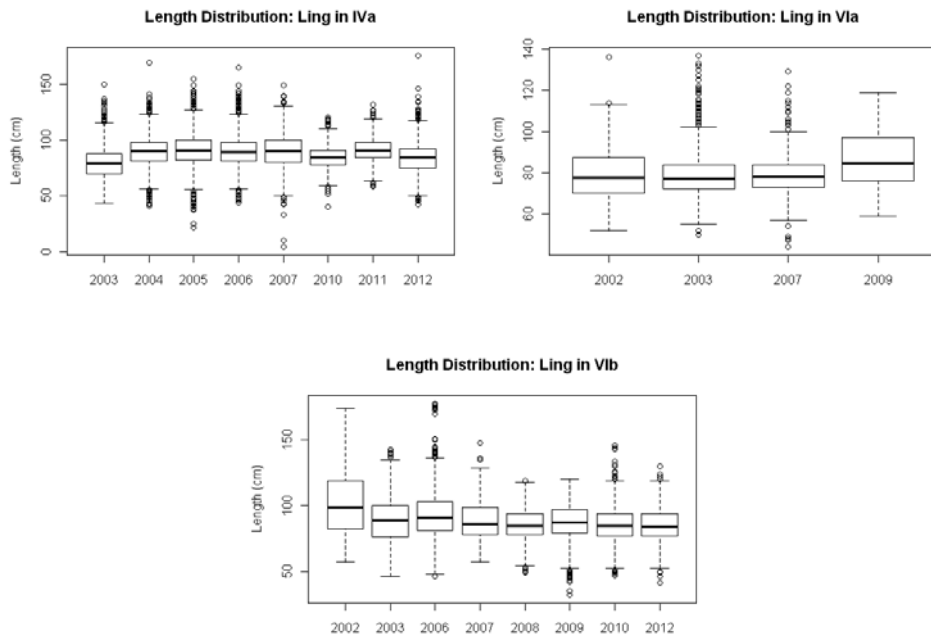 Length Distribution: Ling in IVa
Length (cm)
150
100
50
0
2003 2004 2005 2006 2007 2010 2011 2012
Length Distribution: Ling in VIa
Length (cm)
140
120
100
80
60
2002 2003 2007 2009
Length Distribution: Ling in VIb
Length (cm)
150
100
50
2002 2003 2006 2007 2008 2009 2010 2012